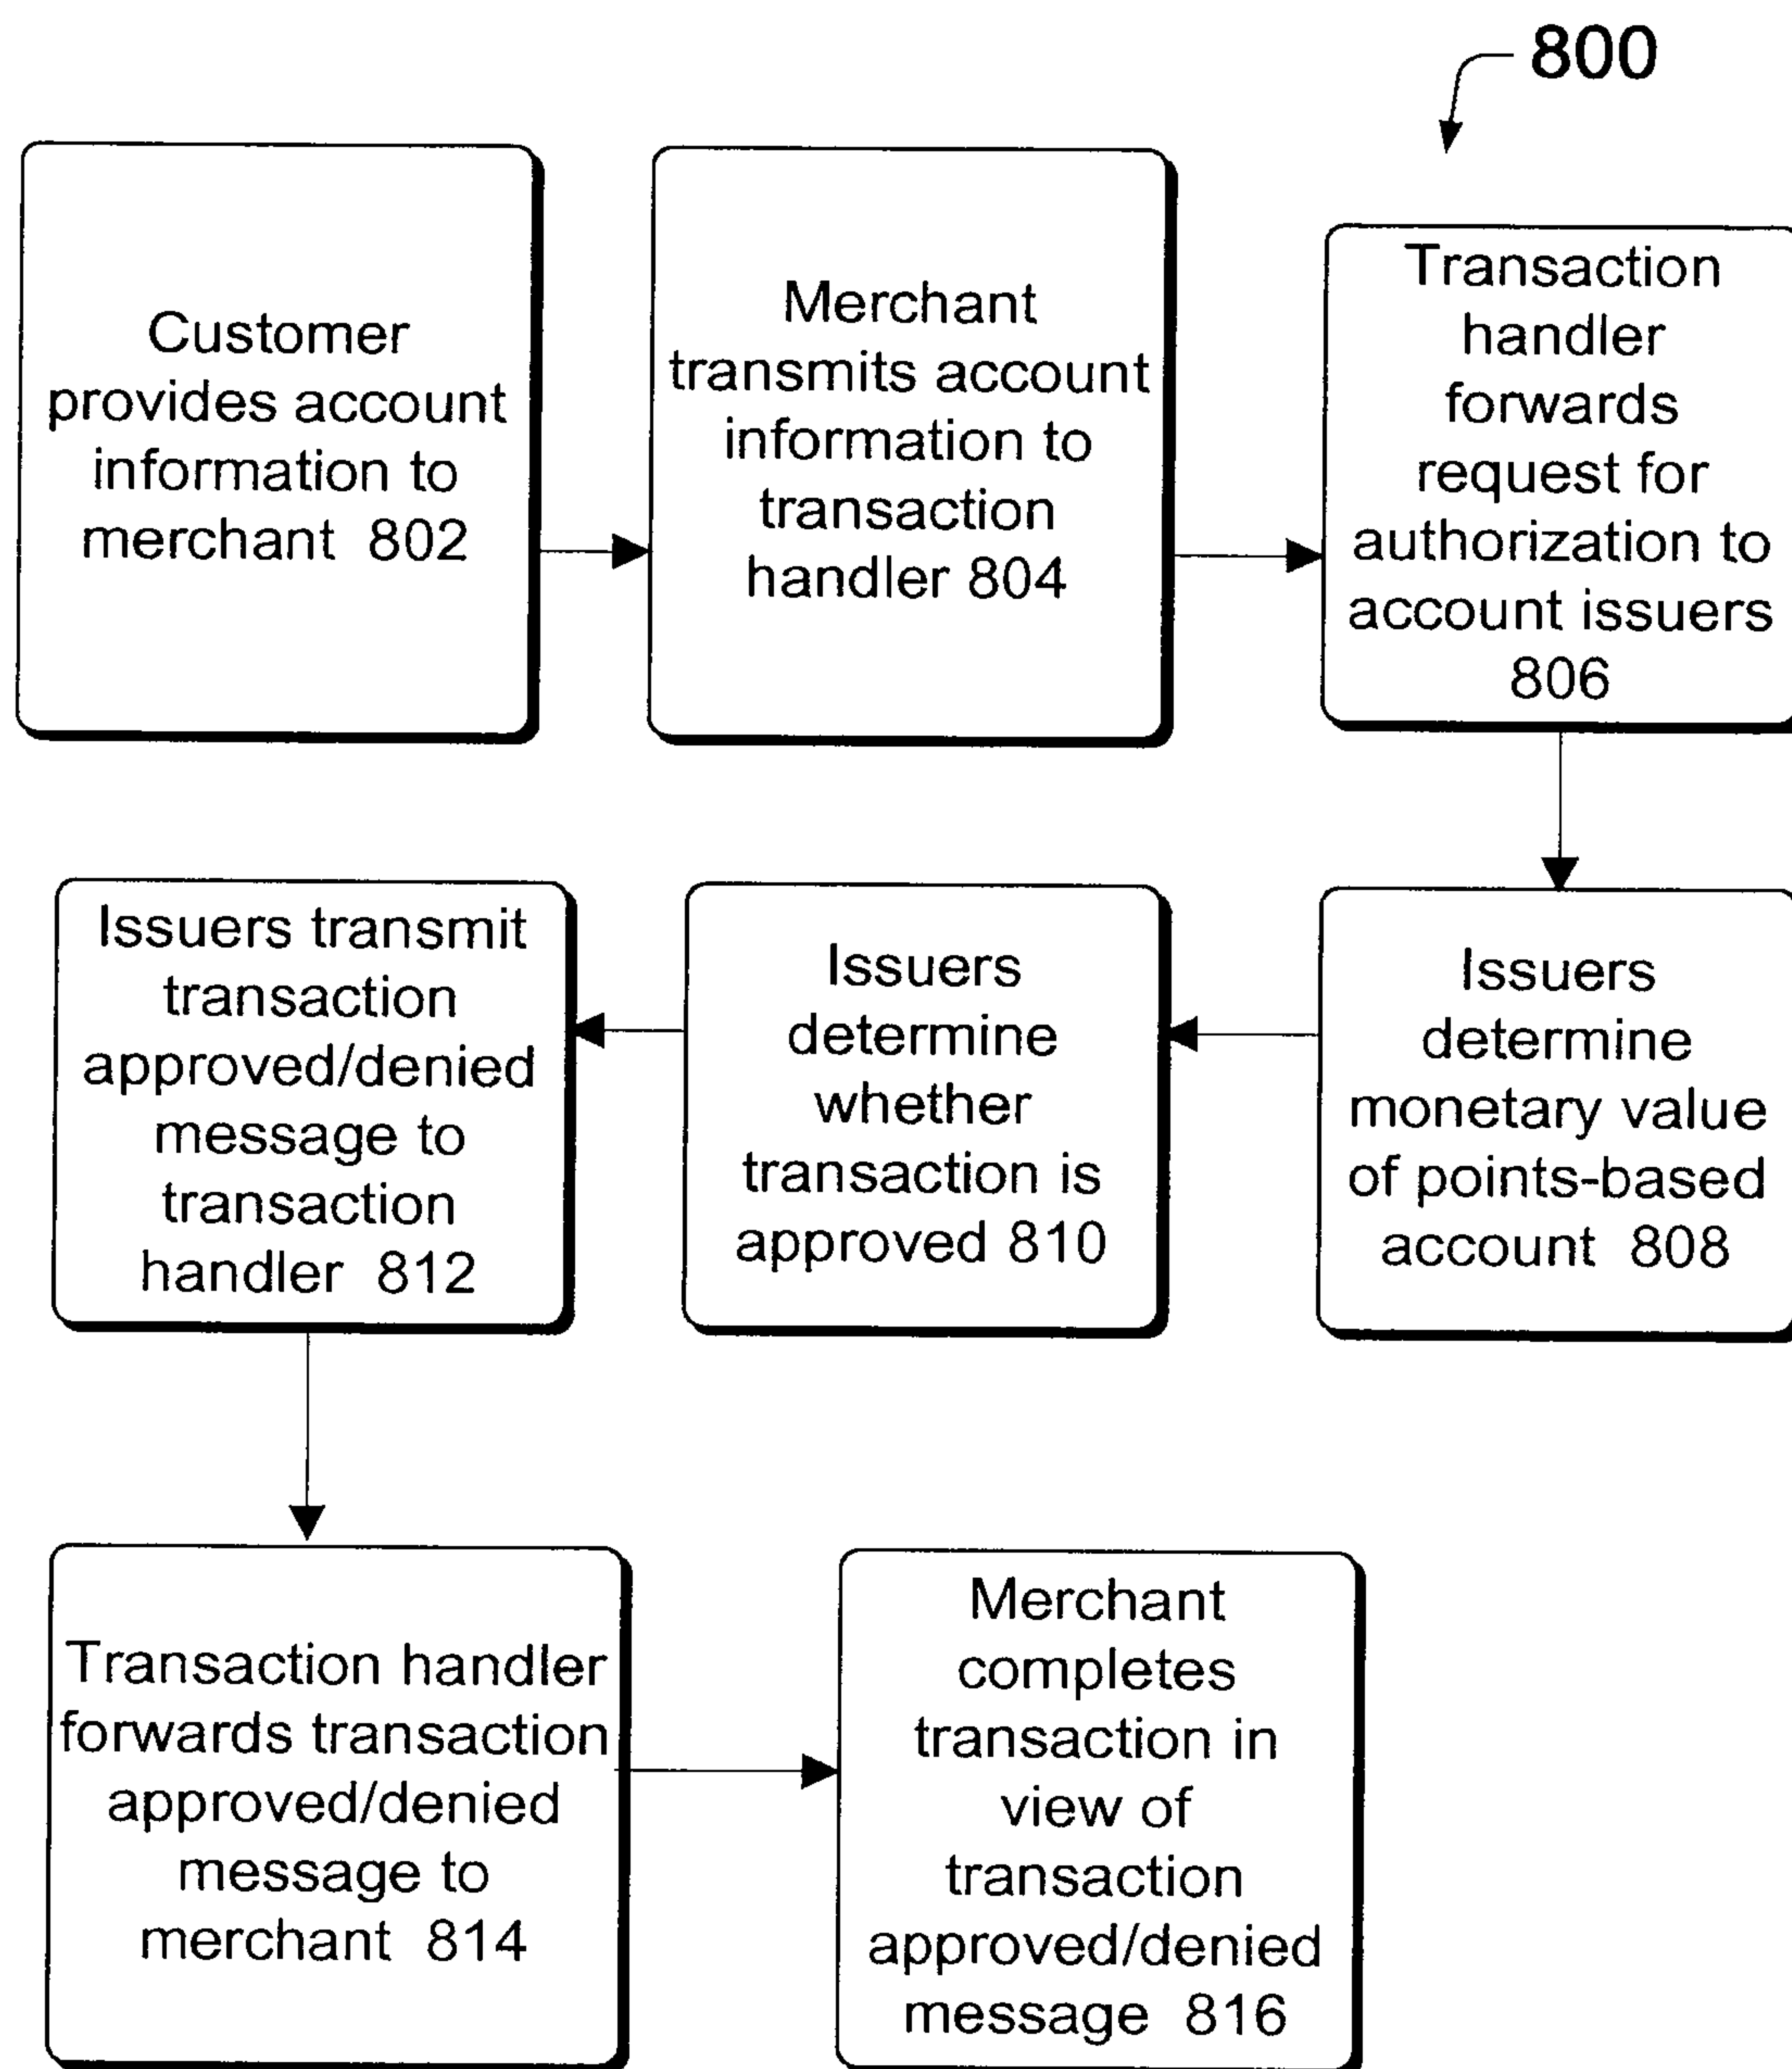 800
Customer
provides account
information to
merchant 802
Merchant
transmits account
information to
transaction
handler 804
Transaction
handler
forwards
request for
authorization to
account issuers
806
Issuers
determine
monetary value
of points-based
account 808
Issuers
determine
whether
transaction is
approved 810
Issuers transmit
transaction
approved/denied
message to
transaction
handler 812
Transaction handler
forwards transaction
approved/denied
message to
merchant 814
Merchant
completes
transaction in
view of
transaction
approved/denied
message 816